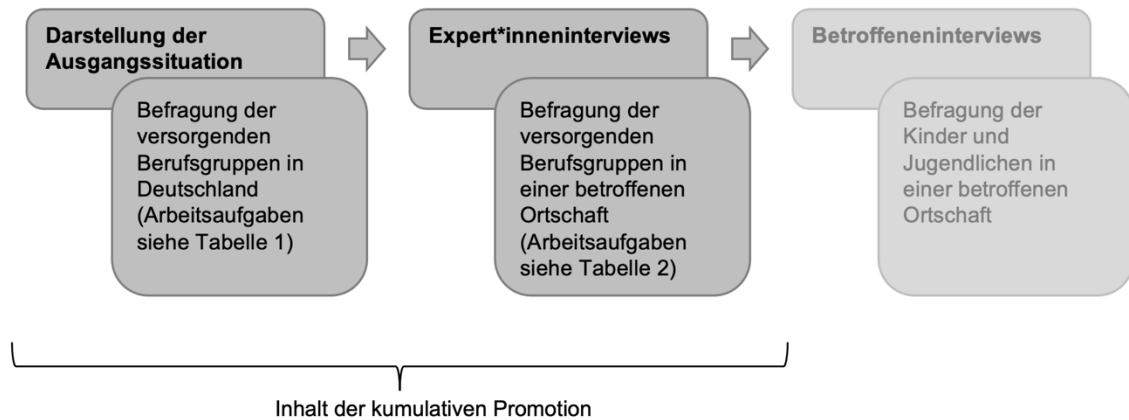 Darstellung der
Ausgangssituation
Befragung der
versorgenden
Berufsgruppen in
Deutschland
(Arbeitsaufgaben
siehe Tabelle 1)
Expert*inneninterviews
Befragung der
versorgenden
Berufsgruppen in
einer betroffenen
Ortschaft
(Arbeitsaufgaben
siehe Tabelle 2)
Betroffeneninterviews
Befragung der
Kinder und
Jugendlichen in
einer betroffenen
Ortschaft
Inhalt der kumulativen Promotion